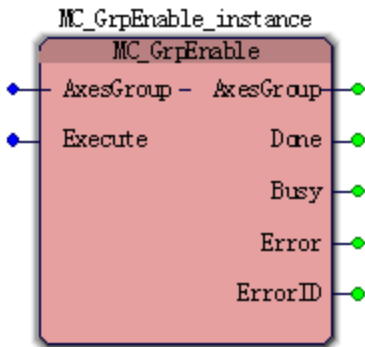 MC_GrpEnable_instance
MC_GrpEnable
AxesGroup – AxesGroup
Execute Done
Busy
Error
ErrorID